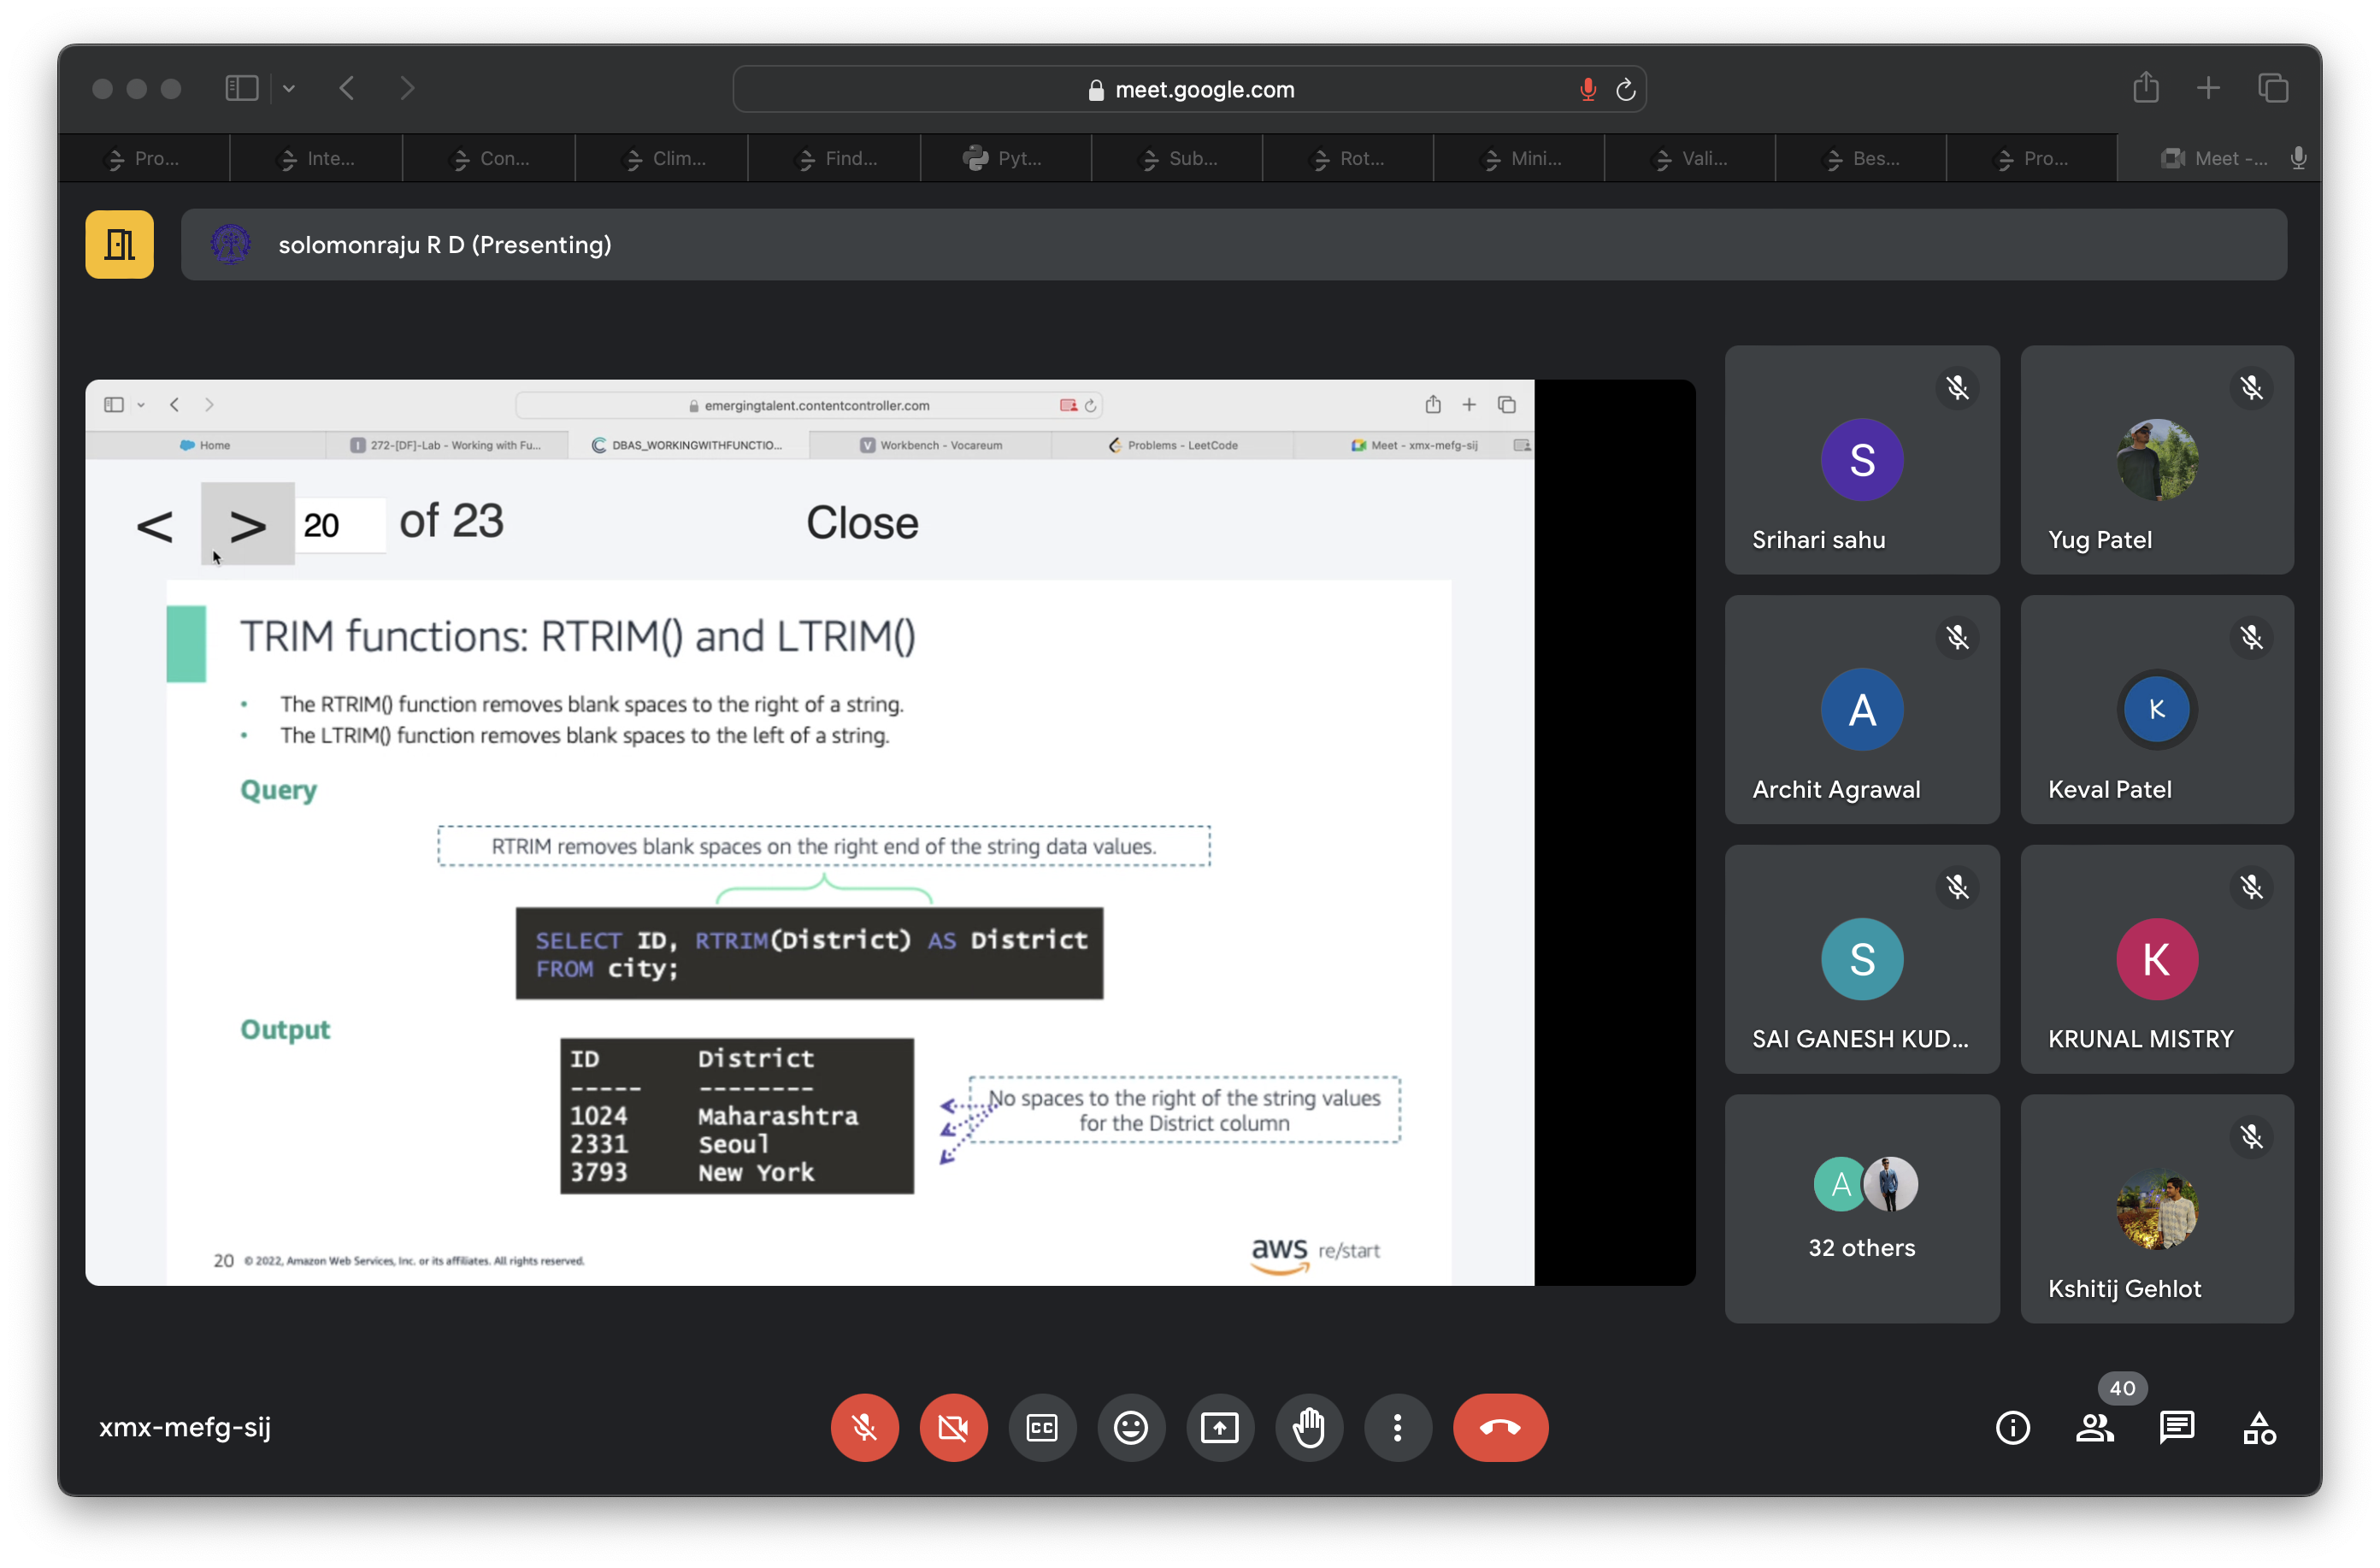 meet.google.com
Pro...
Inte...
Con...
Clim...
Find...
Pyt...
Sub...
Rot...
Mini...
Vali...
Bes...
Pro...
Meet -...
solomonraju R D (Presenting)
emergingtalent.contentcontroller.com
Home
272-[DF]-Lab - Working with Fu...
DBAS_WORKINGWITHFUNCTIO...
Workbench - Vocareum
Problems - LeetCode
Meet - xmx-mefg-sij
< > 20 of 23 Close
TRIM functions: RTRIM() and LTRIM()
• The RTRIM() function removes blank spaces to the right of a string.
• The LTRIM() function removes blank spaces to the left of a string.
Query
RTRIM removes blank spaces on the right end of the string data values.
SELECT ID, RTRIM(District) AS District
FROM city;
Output
ID District
----- --------
1024 Maharashtra
2331 Seoul
3793 New York
No spaces to the right of the string values
for the District column
20 © 2022, Amazon Web Services, Inc. or its affiliates. All rights reserved.
aws re/start
S
Srihari sahu
Yug Patel
A
Archit Agrawal
K
Keval Patel
S
SAI GANESH KUD...
K
KRUNAL MISTRY
A
32 others
Kshitij Gehlot
xmx-mefg-sij
CC
40